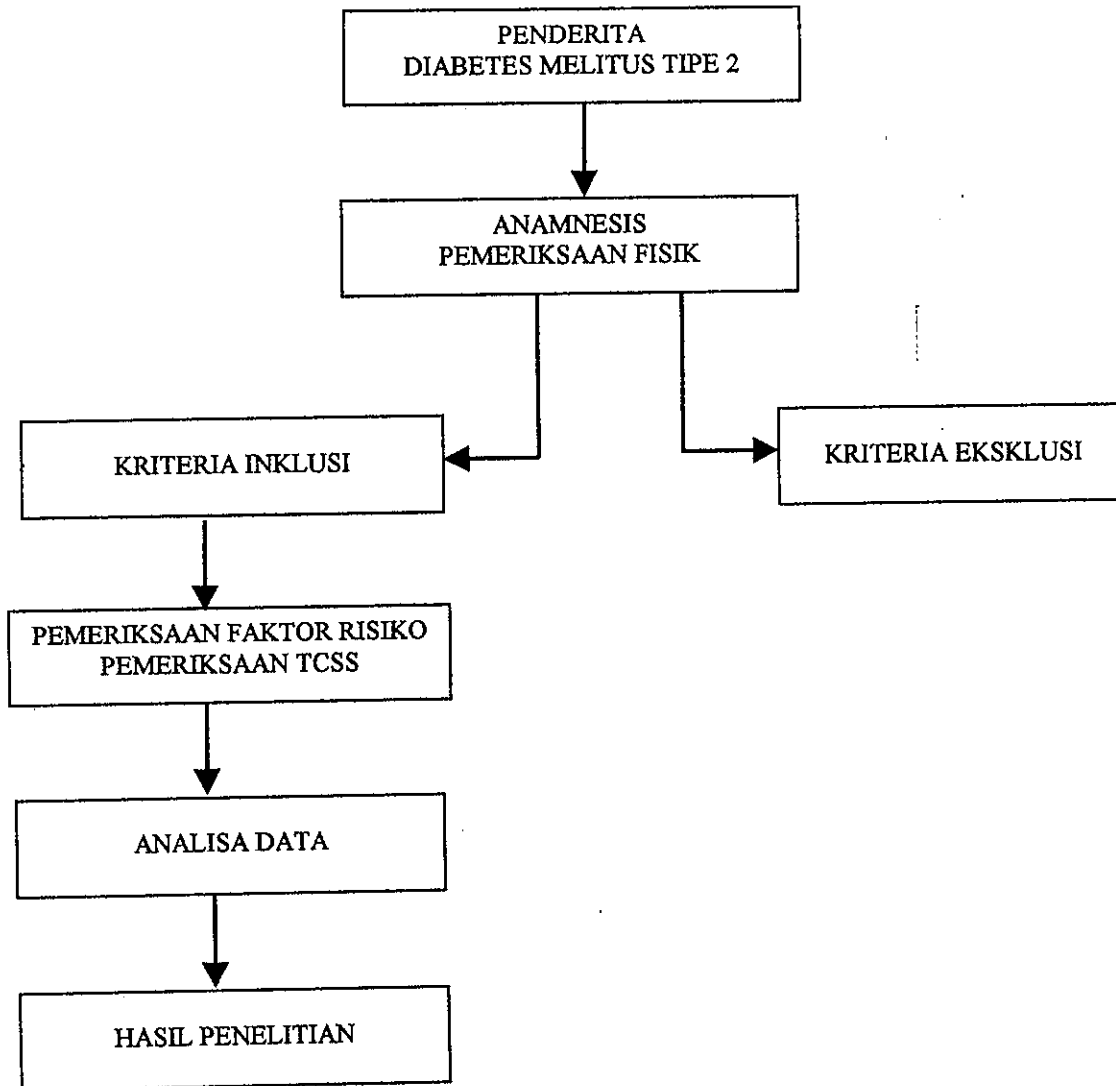 PENDERITA
DIABETES MELITUS TIPE 2
ANAMNESIS
PEMERIKSAAN FISIK
KRITERIA INKLUSI
KRITERIA EKSKLUSI
PEMERIKSAAN FAKTOR RISIKO
PEMERIKSAAN TCSS
ANALISA DATA
HASIL PENELITIAN